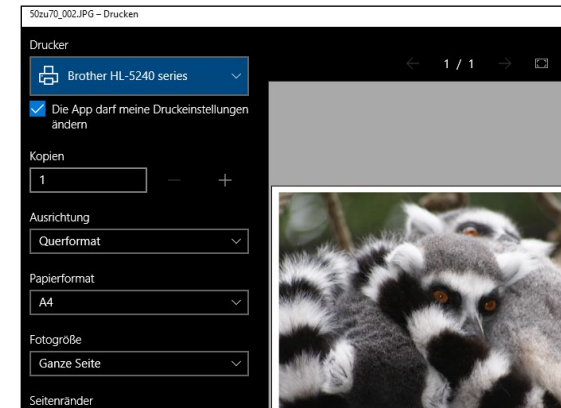 50zu70_002.JPG – Drucken
Drucker
Brother HL-5240 series
Die App darf meine Druckeinstellungen
ändern
Kopien
1
Ausrichtung
Querformat
Papierformat
A4
Fotogröße
Ganze Seite
Seitenränder
1 / 1